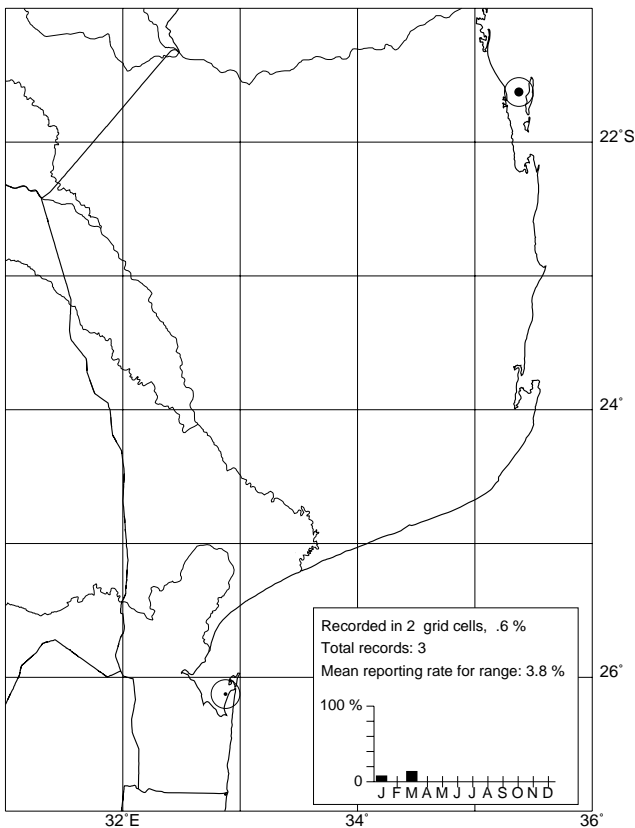 22˚S
24˚
Recorded in 2 grid cells, .6 %
Total records: 3
Mean reporting rate for range: 3.8 %
26˚
100 %
0
J F M A M J J A S O N D
32˚E
34˚
36˚